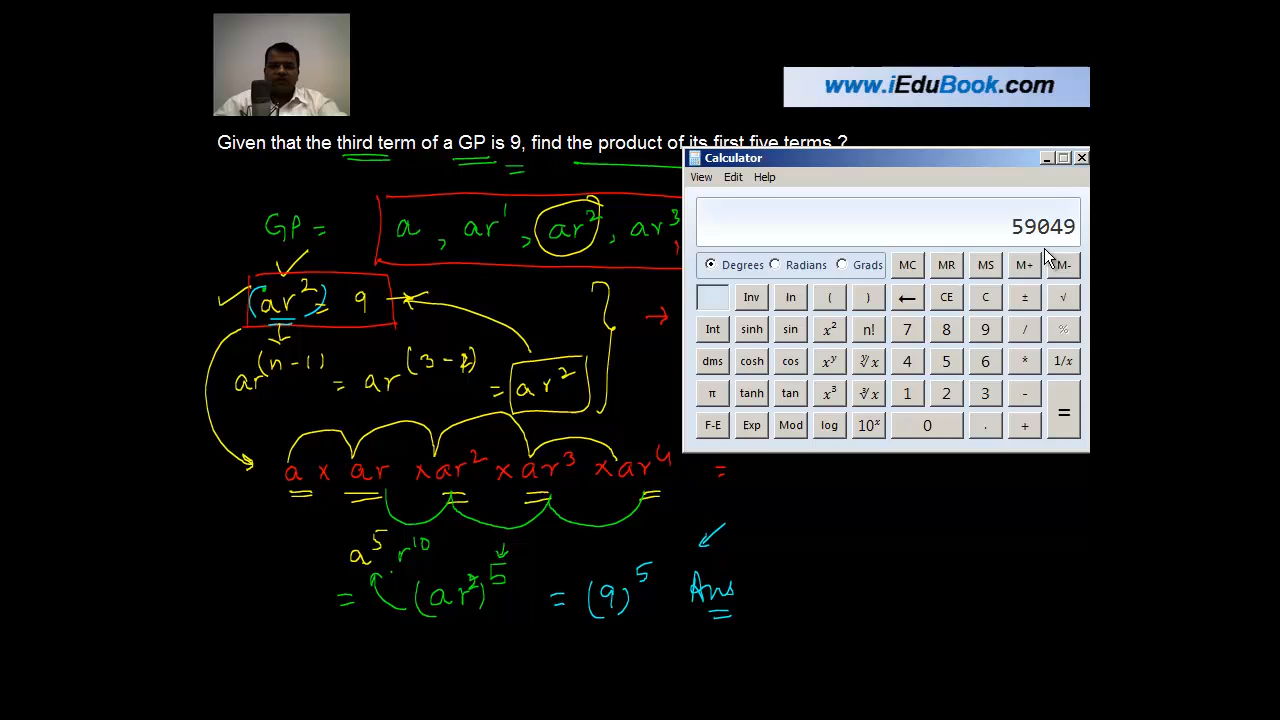 www.iEduBook.com
Given that the third term of a GP is 9, find the product of its first five terms ?
Calculator
View Edit Help
59049
Degrees Radians Grads MC MR MS M+ M-
Inv ln ( ) ← CE C ± √
Int sinh sin x² n! 7 8 9 / %
dms cosh cos xʸ ʸ√x 4 5 6 * 1/x
π tanh tan x³ ³√x 1 2 3 -
F-E Exp Mod log 10ˣ 0 . + =
GP = a, ar¹, ar², ar³
(ar²) = 9 →
ar⁽ⁿ⁻¹⁾ = ar⁽³⁻¹⁾ = ar²
a × ar × ar² × ar³ × ar⁴ =
a⁵ r¹⁰
= (ar²)⁵ = (9)⁵ Ans